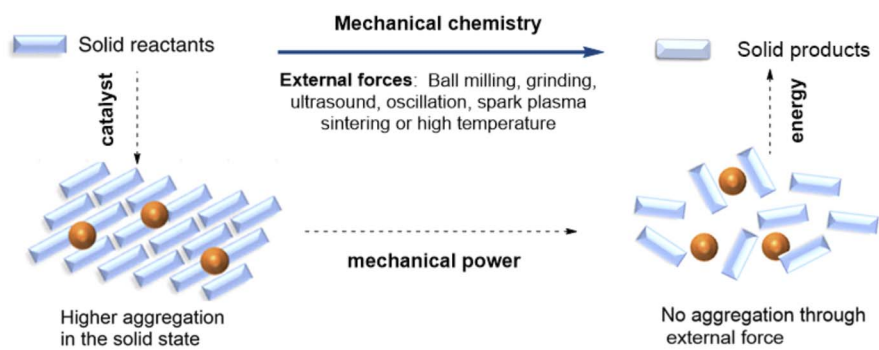 Mechanical chemistry
Solid reactants
Solid products
External forces: Ball milling, grinding,
ultrasound, oscillation, spark plasma
sintering or high temperature
catalyst
energy
mechanical power
Higher aggregation
in the solid state
No aggregation through
external force